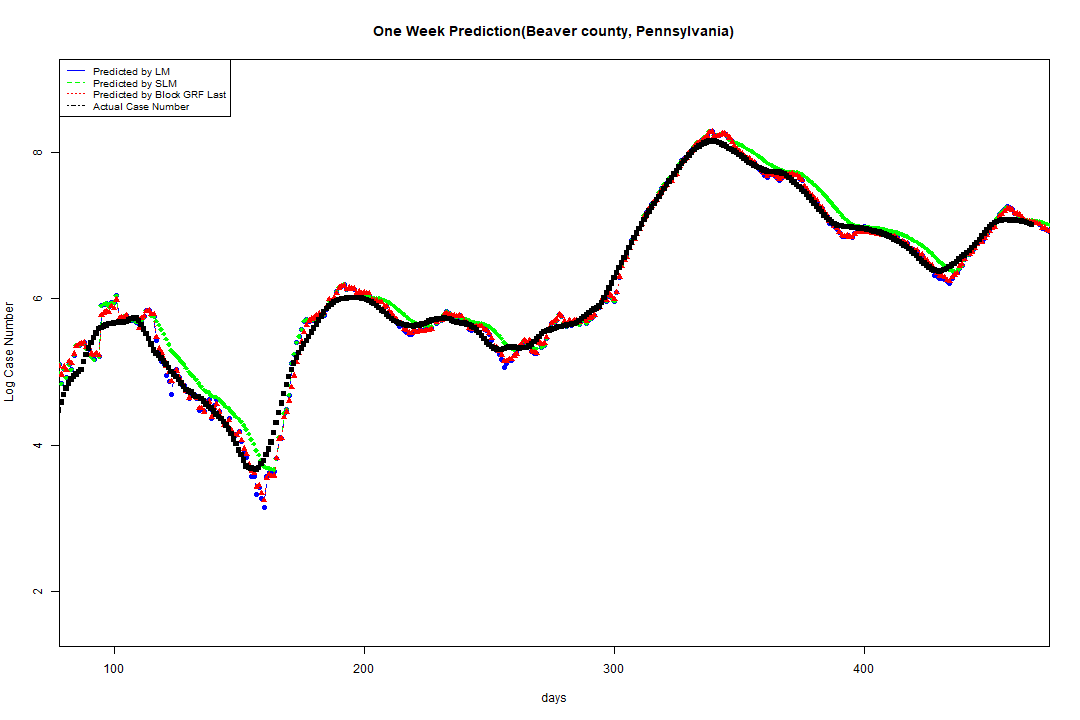 One Week Prediction(Beaver county, Pennsylvania)
Predicted by LM
Predicted by SLM
Predicted by Block GRF Last
Actual Case Number
8
6
4
2
Log Case Number
100 200 300 400
days